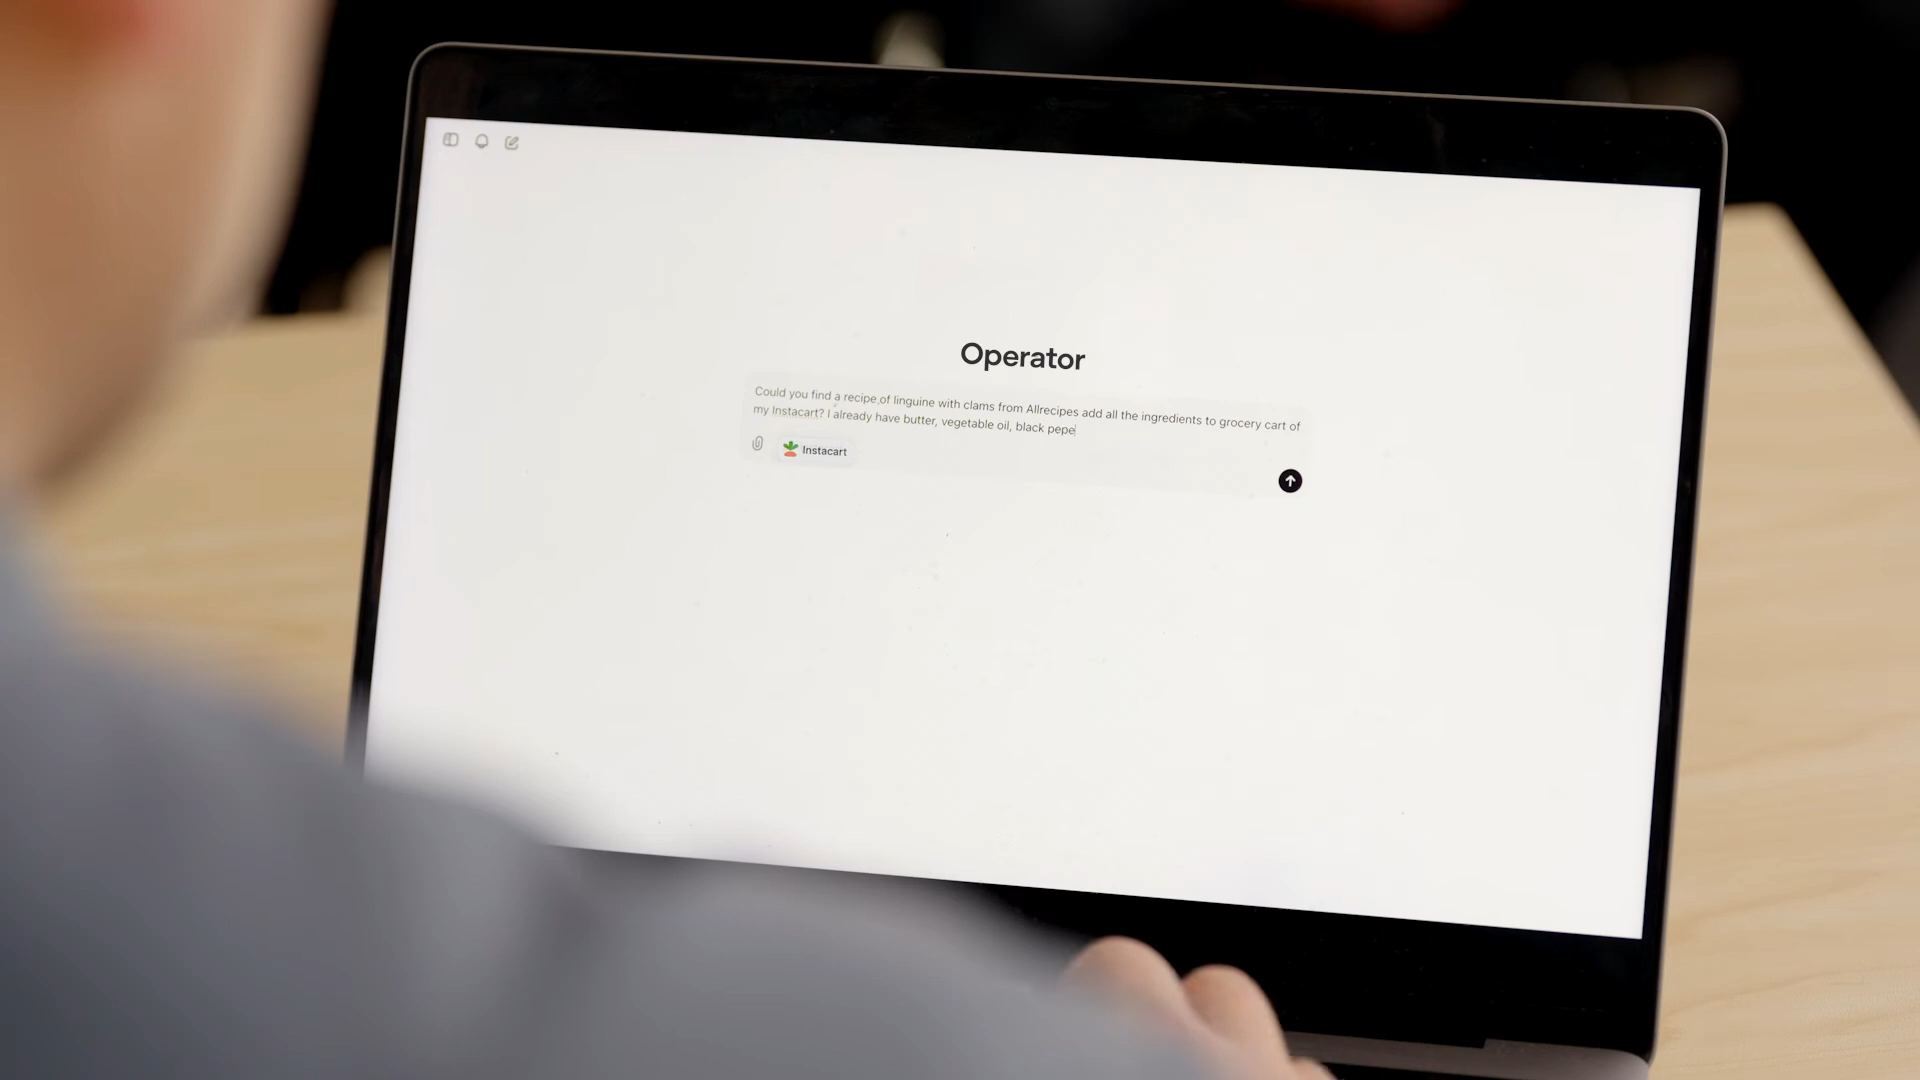 Operator
Could you find a recipe of linguine with clams from Allrecipes add all the ingredients to grocery cart of
my Instacart? I already have butter, vegetable oil, black pepe
Instacart